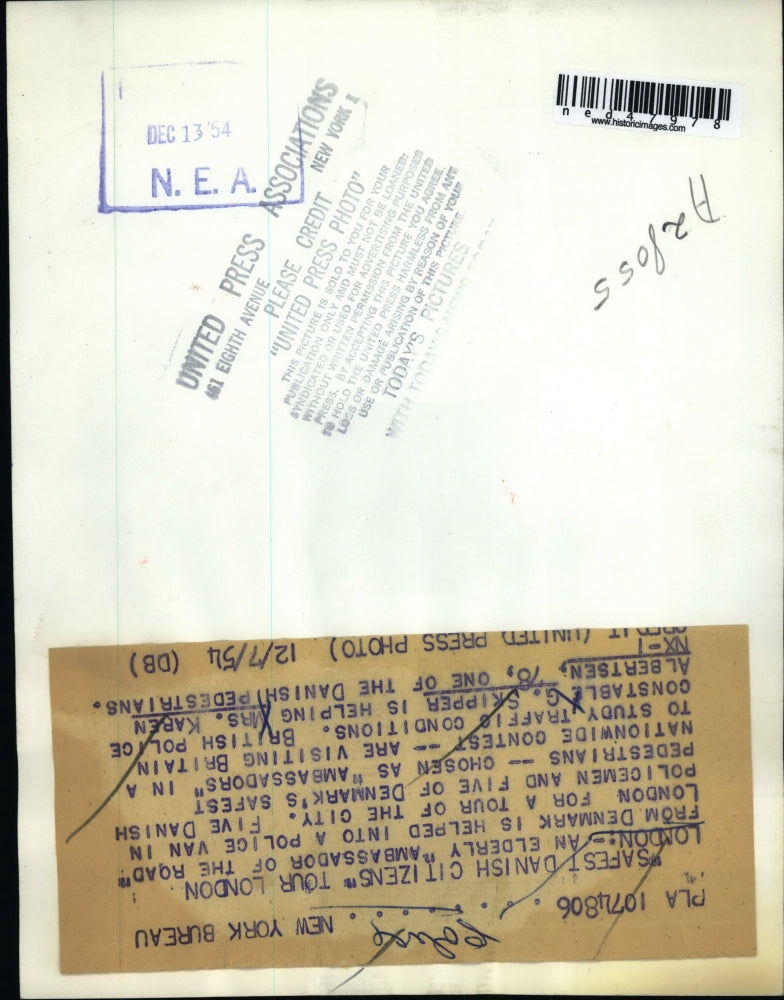 DEC 13 '54
N. E. A.
ned47978
www.historicimages.com
A28055
UNITED PRESS ASSOCIATIONS
461 EIGHTH AVENUE NEW YORK 1
PLEASE CREDIT
"UNITED PRESS PHOTO"
THIS PICTURE IS SOLD TO YOU FOR YOUR
PUBLICATION ONLY AND MUST NOT BE LOANED,
SYNDICATED OR USED FOR ADVERTISING PURPOSES
WITHOUT WRITTEN PERMISSION FROM THE UNITED
PRESS. BY ACCEPTING THIS PICTURE YOU AGREE
TO HOLD THE UNITED PRESS HARMLESS FROM ANY
LOSS OR DAMAGE ARISING BY REASON OF YOUR
USE OR PUBLICATION OF THIS PICTURE.
TODAY'S PICTURES
WITH TODAY'S NEWS TODAY
PLA 1074806 . . . . . . . NEW YORK BUREAU
Police
"SAFEST DANISH CITIZENS" TOUR LONDON
LONDON:- AN ELDERLY "AMBASSADOR OF THE ROAD"
FROM DENMARK IS HELPED INTO A POLICE VAN IN
LONDON FOR A TOUR OF THE CITY. FIVE DANISH
POLICEMEN AND FIVE OF DENMARK'S SAFEST
PEDESTRIANS -- CHOSEN AS "AMBASSADORS" IN A
NATIONWIDE CONTEST -- ARE VISITING BRITAIN
TO STUDY TRAFFIC CONDITIONS. BRITISH POLICE
CONSTABLE G. SKIPPER IS HELPING MRS. KAREN
ALBERTSEN, 78, ONE OF THE DANISH PEDESTRIANS.
NX-1
CREDIT (UNITED PRESS PHOTO) 12/7/54 (DB)